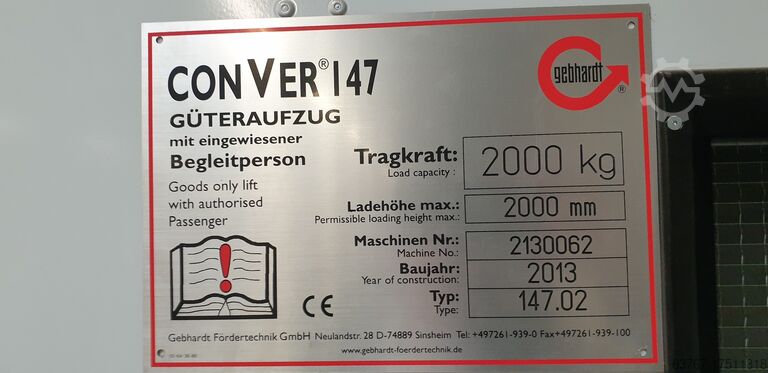 CONVER® 147
gebhardt
®
GÜTERAUFZUG
mit eingewiesener
Begleitperson
Goods only lift
with authorised
Passenger
Tragkraft: 2000 kg
Load capacity :
Ladehöhe max.: 2000 mm
Permissible loading height max.:
Maschinen Nr.: 2130062
Machine No.:
Baujahr: 2013
Year of construction:
Typ: 147.02
Type:
!
CE
Gebhardt Fördertechnik GmbH Neulandstr. 28 D-74889 Sinsheim Tel: +497261-939-0 Fax+497261-939-100
www.gebhardt-foerdertechnik.de